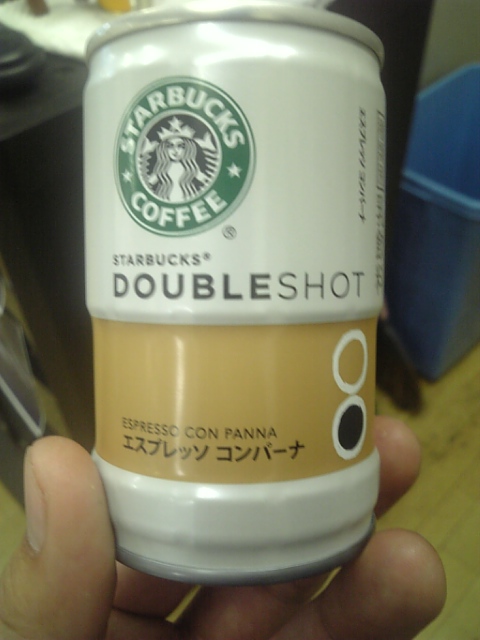 STARBUCKS
COFFEE
®
STARBUCKS®
DOUBLESHOT
ESPRESSO CON PANNA
エスプレッソ コンパーナ